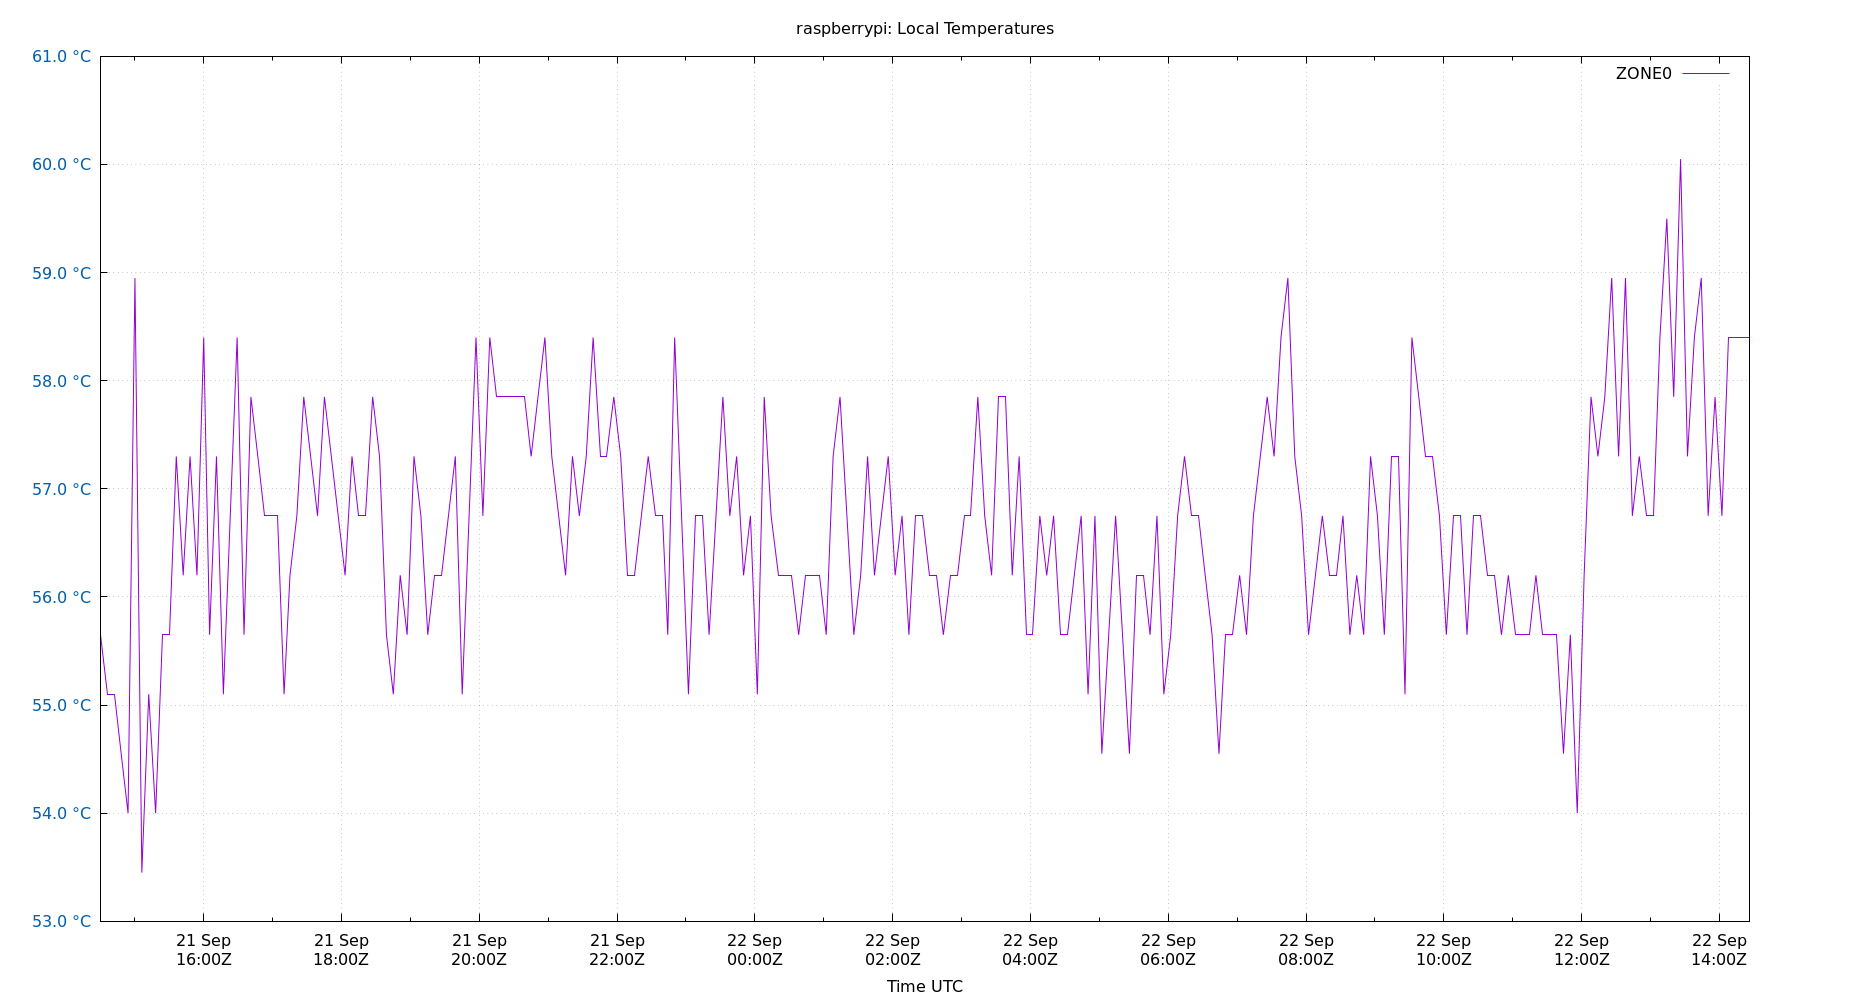 raspberrypi: Local Temperatures
61.0 °C
ZONE0
60.0 °C
59.0 °C
58.0 °C
57.0 °C
56.0 °C
55.0 °C
54.0 °C
53.0 °C
21 Sep 21 Sep 21 Sep 21 Sep 22 Sep 22 Sep 22 Sep 22 Sep 22 Sep 22 Sep 22 Sep 22 Sep
16:00Z 18:00Z 20:00Z 22:00Z 00:00Z 02:00Z 04:00Z 06:00Z 08:00Z 10:00Z 12:00Z 14:00Z
Time UTC